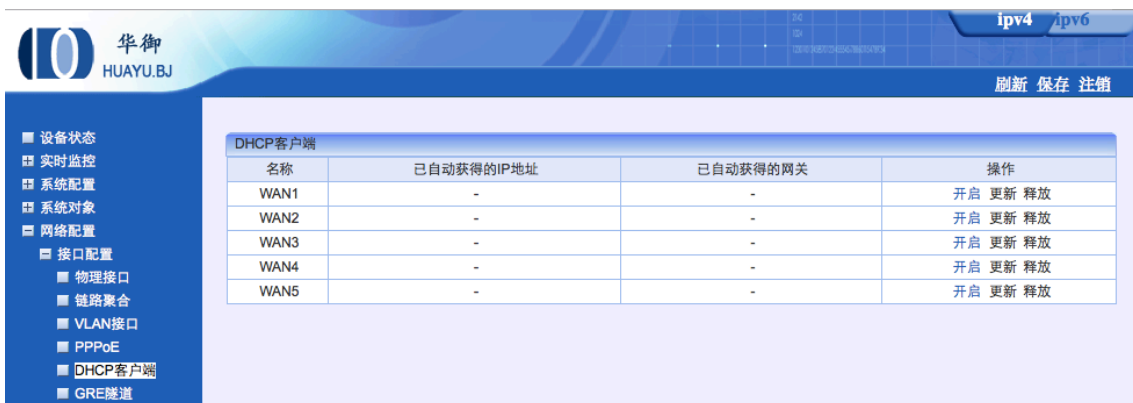 华御
HUAYU.BJ
ipv4 ipv6
刷新 保存 注销
设备状态
实时监控
系统配置
系统对象
网络配置
接口配置
物理接口
链路聚合
VLAN接口
PPPoE
DHCP客户端
GRE隧道
DHCP客户端
名称 已自动获得的IP地址 已自动获得的网关 操作
WAN1 - - 开启 更新 释放
WAN2 - - 开启 更新 释放
WAN3 - - 开启 更新 释放
WAN4 - - 开启 更新 释放
WAN5 - - 开启 更新 释放